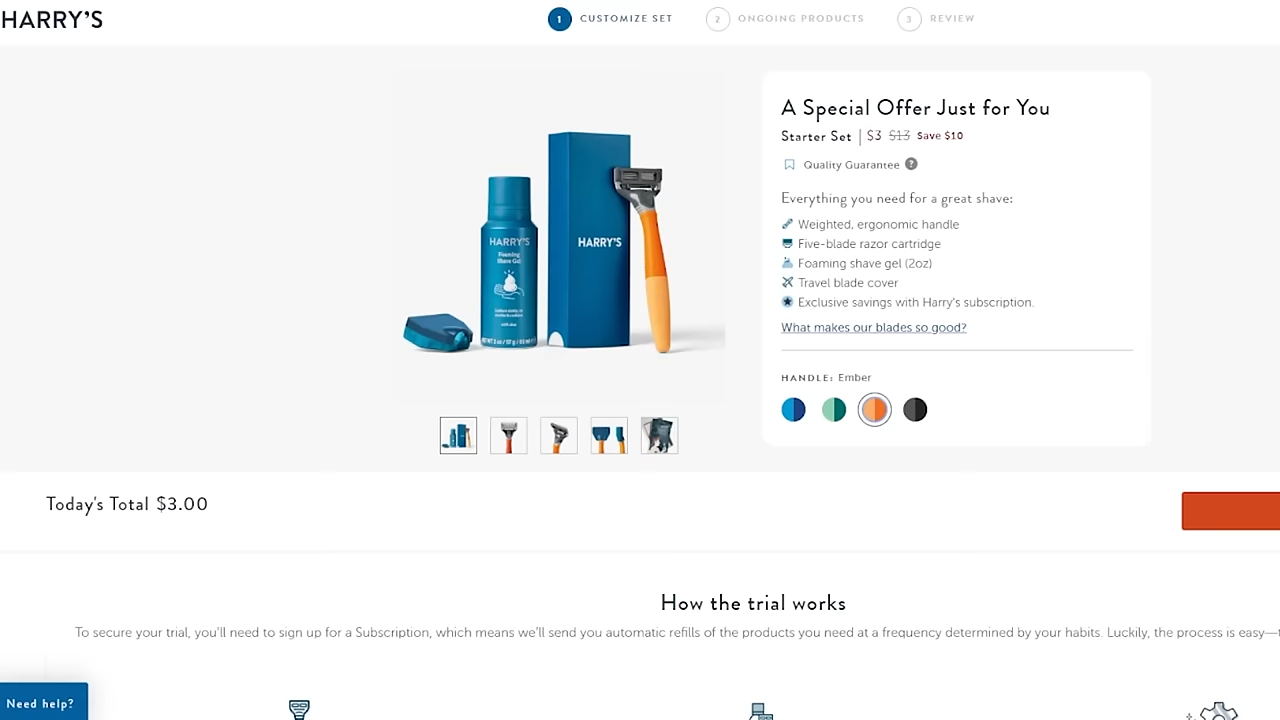 HARRY'S
1 CUSTOMIZE SET
2 ONGOING PRODUCTS
3 REVIEW
A Special Offer Just for You
Starter Set | $3 $13 Save $10
Quality Guarantee ?
Everything you need for a great shave:
Weighted, ergonomic handle
Five-blade razor cartridge
Foaming shave gel (2oz)
Travel blade cover
Exclusive savings with Harry's subscription.
What makes our blades so good?
HANDLE: Ember
HARRY'S
Foaming
Shave Gel
HARRY'S
Today's Total $3.00
How the trial works
To secure your trial, you'll need to sign up for a Subscription, which means we'll send you automatic refills of the products you need at a frequency determined by your habits. Luckily, the process is easy—
Need help?